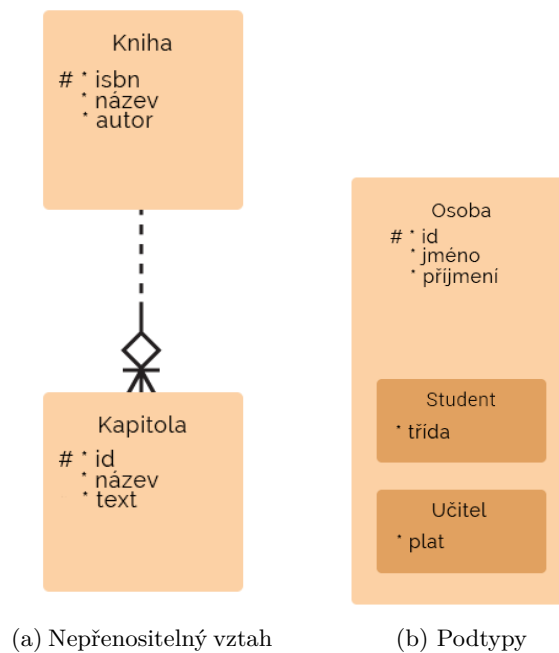 Kniha
# * isbn
* název
* autor
Kapitola
# * id
* název
* text
(a) Nepřenositelný vztah
Osoba
# * id
* jméno
* příjmení
Student
* třída
Učitel
* plat
(b) Podtypy